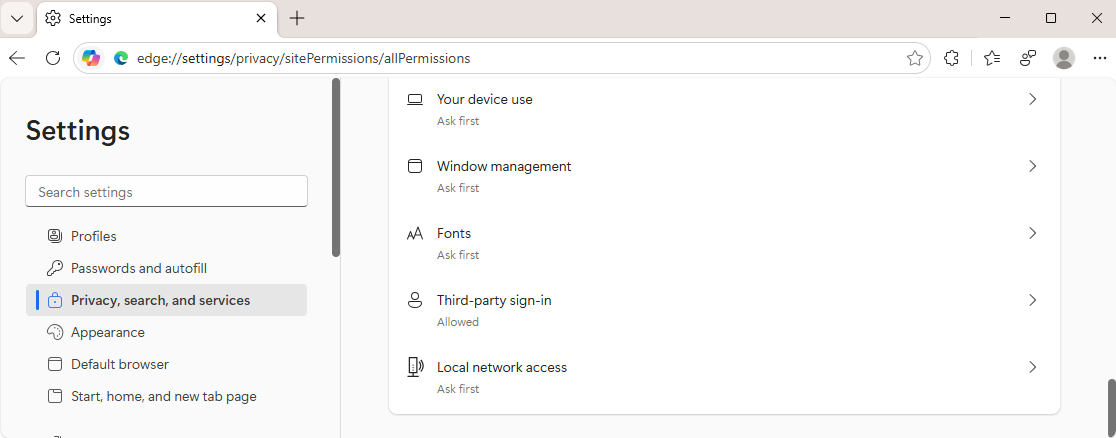 Settings
edge://settings/privacy/sitePermissions/allPermissions
Settings
Search settings
Profiles
Passwords and autofill
Privacy, search, and services
Appearance
Default browser
Start, home, and new tab page
Your device use
Ask first
Window management
Ask first
Fonts
Ask first
Third-party sign-in
Allowed
Local network access
Ask first